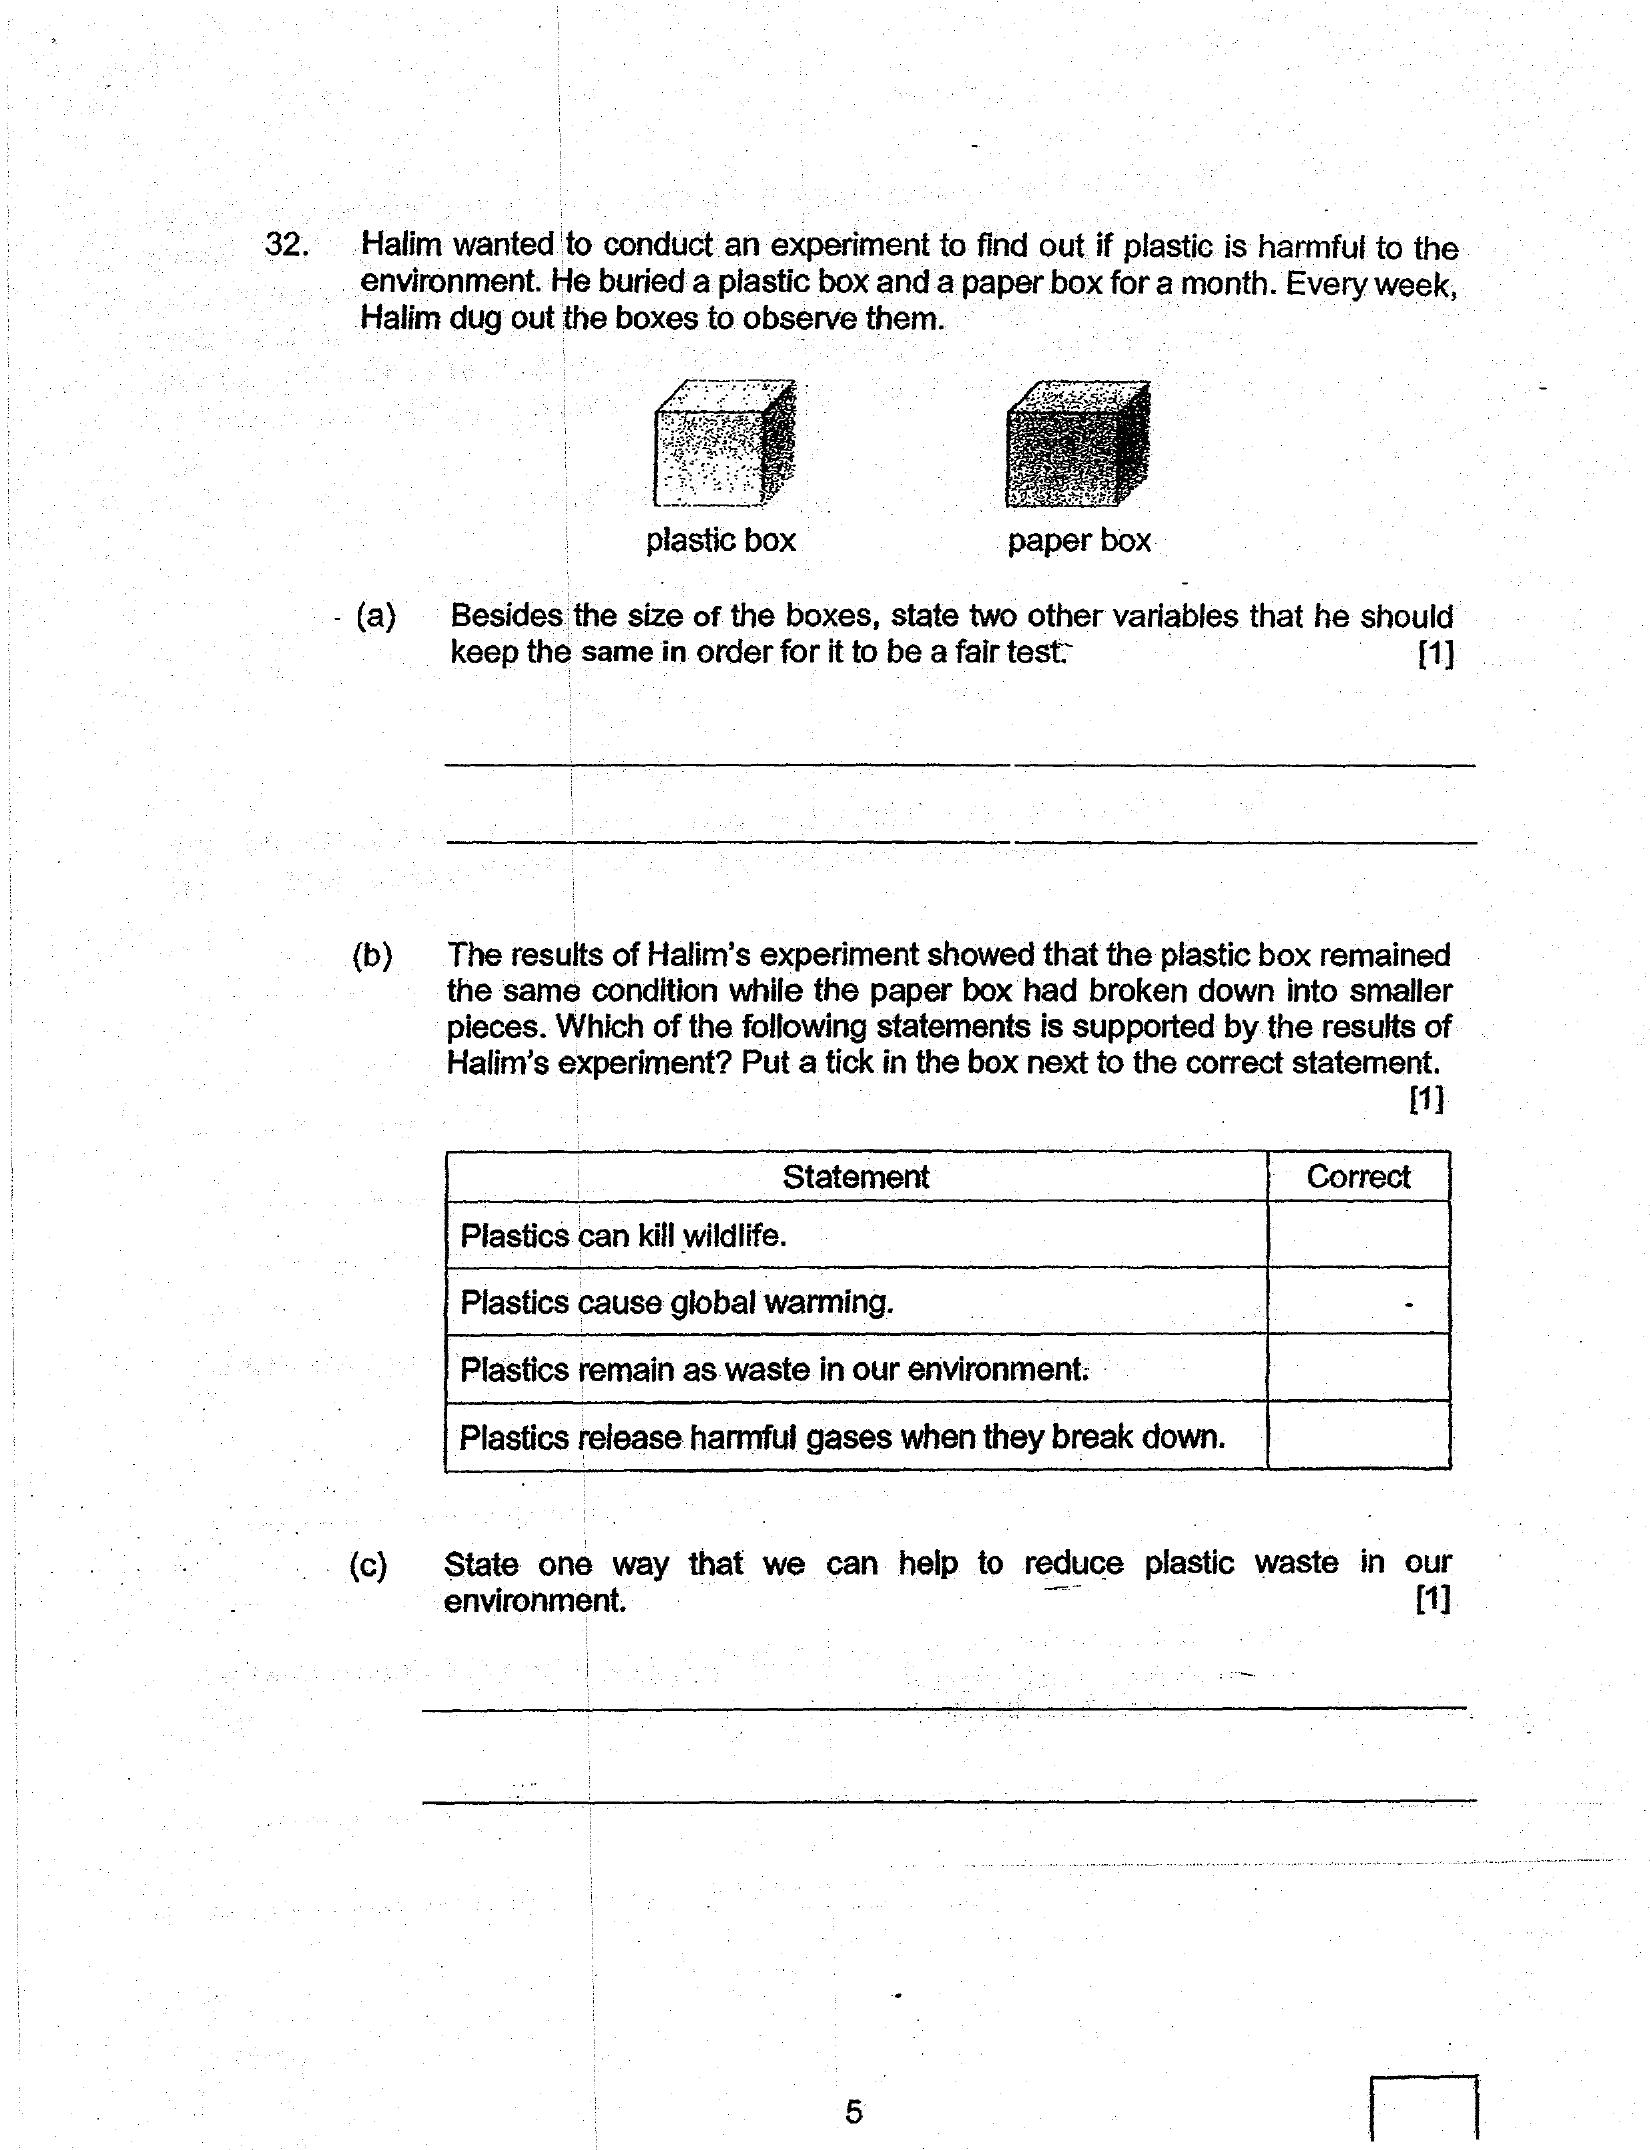 32. Halim wanted to conduct an experiment to find out if plastic is harmful to the
environment. He buried a plastic box and a paper box for a month. Every week,
Halim dug out the boxes to observe them.
plastic box paper box
(a) Besides the size of the boxes, state two other variables that he should
keep the same in order for it to be a fair test. [1]
(b) The results of Halim's experiment showed that the plastic box remained
the same condition while the paper box had broken down into smaller
pieces. Which of the following statements is supported by the results of
Halim's experiment? Put a tick in the box next to the correct statement.
[1]
Statement Correct
Plastics can kill wildlife.
Plastics cause global warming.
Plastics remain as waste in our environment.
Plastics release harmful gases when they break down.
(c) State one way that we can help to reduce plastic waste in our
environment. [1]
5